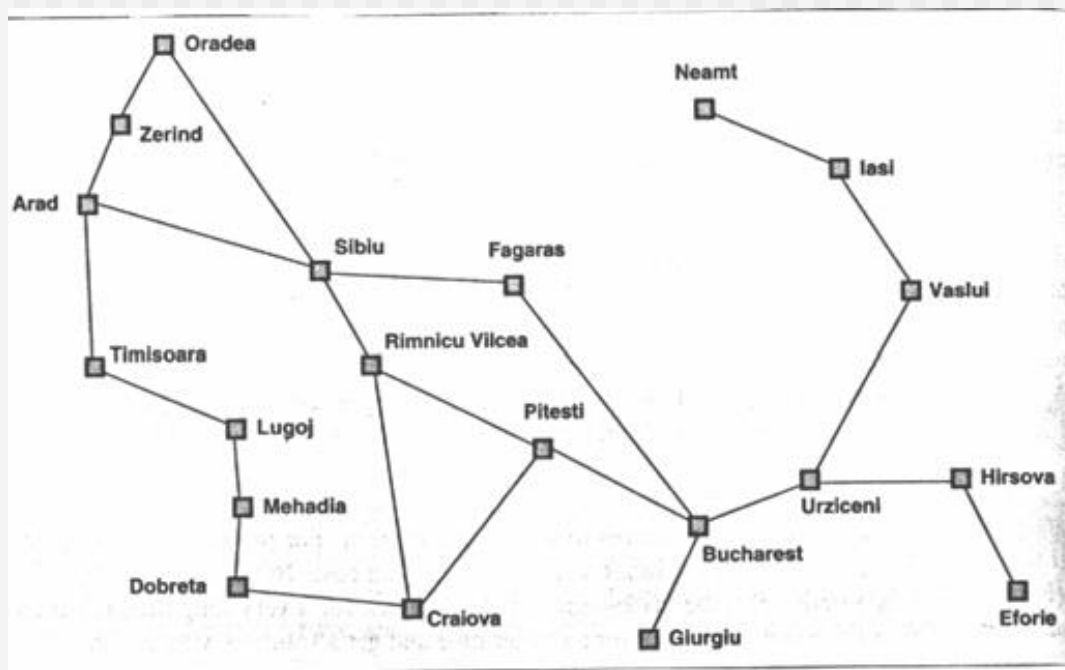 Oradea
Neamt
Zerind
Iasi
Arad
Sibiu
Fagaras
Vaslui
Timisoara
Rimnicu Vilcea
Pitesti
Lugoj
Hirsova
Mehadia
Urziceni
Bucharest
Dobreta
Craiova
Eforie
Giurgiu